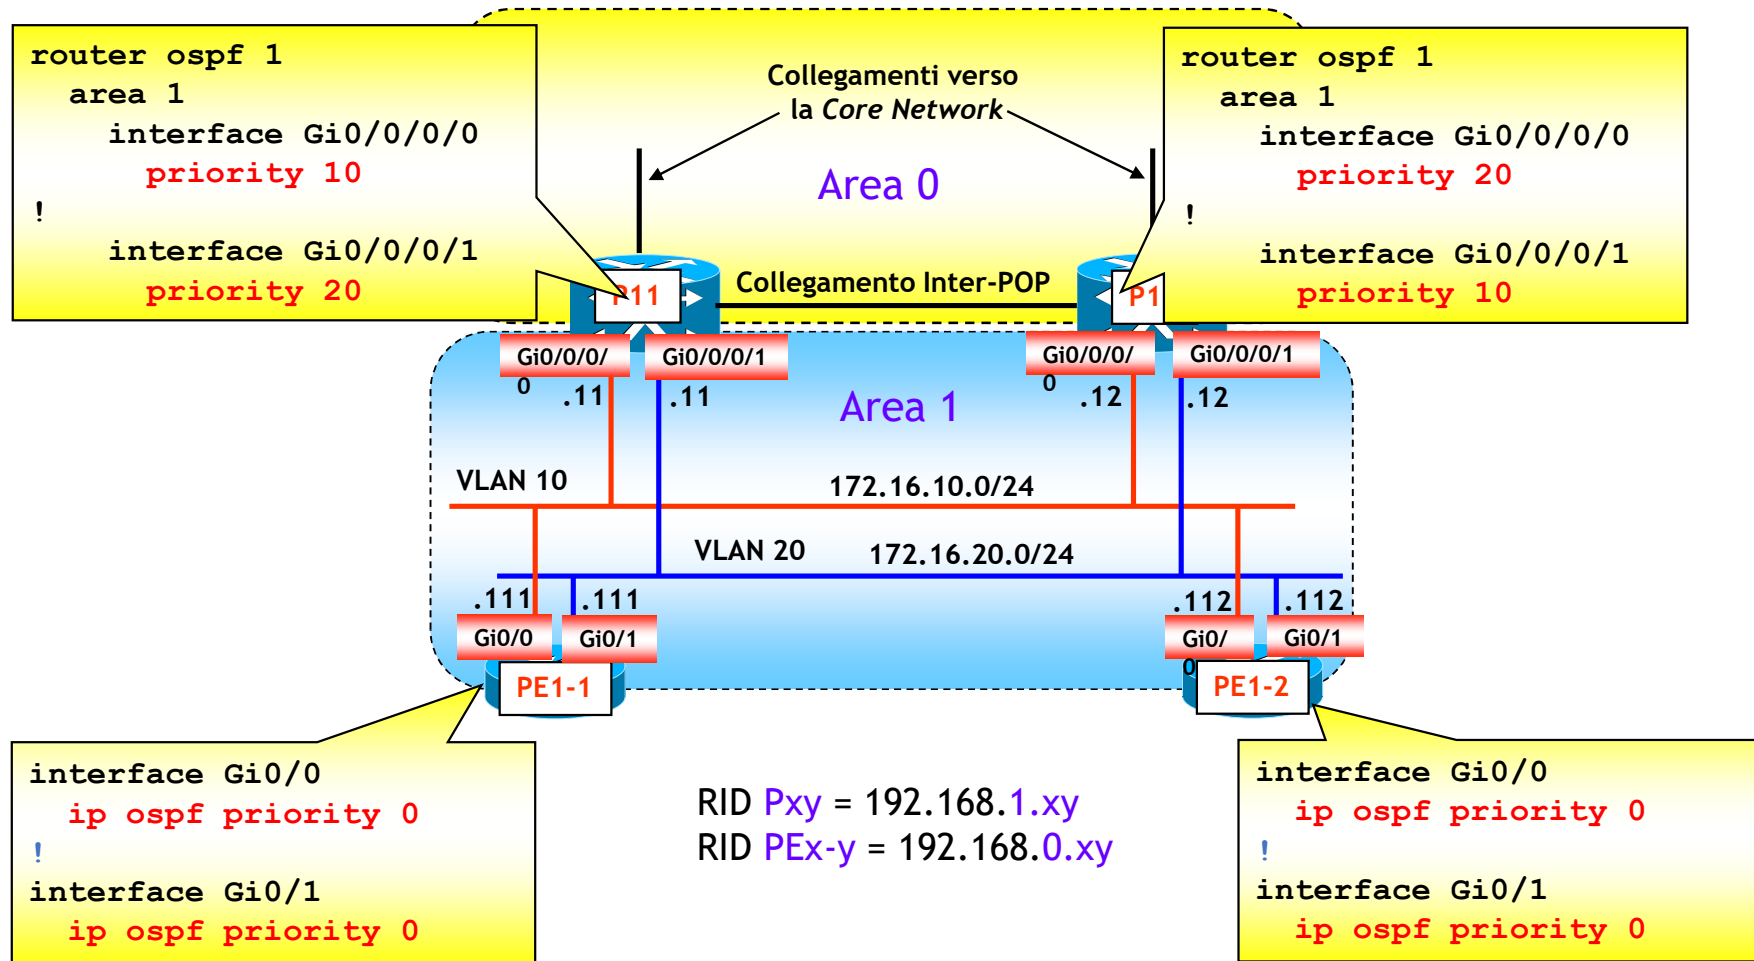 router ospf 1
area 1
interface Gi0/0/0/0
priority 10
!
interface Gi0/0/0/1
priority 20
Collegamenti verso
la Core Network
Area 0
router ospf 1
area 1
interface Gi0/0/0/0
priority 20
!
interface Gi0/0/0/1
priority 10
P11
Collegamento Inter-POP
P1
Gi0/0/0/
0
Gi0/0/0/1
Gi0/0/0/
0
Gi0/0/0/1
.11
.11
.12
.12
Area 1
VLAN 10
172.16.10.0/24
VLAN 20
172.16.20.0/24
.111
.111
.112
.112
Gi0/0
Gi0/1
Gi0/
0
Gi0/1
PE1-1
PE1-2
interface Gi0/0
ip ospf priority 0
!
interface Gi0/1
ip ospf priority 0
RID Pxy = 192.168.1.xy
RID PEx-y = 192.168.0.xy
interface Gi0/0
ip ospf priority 0
!
interface Gi0/1
ip ospf priority 0